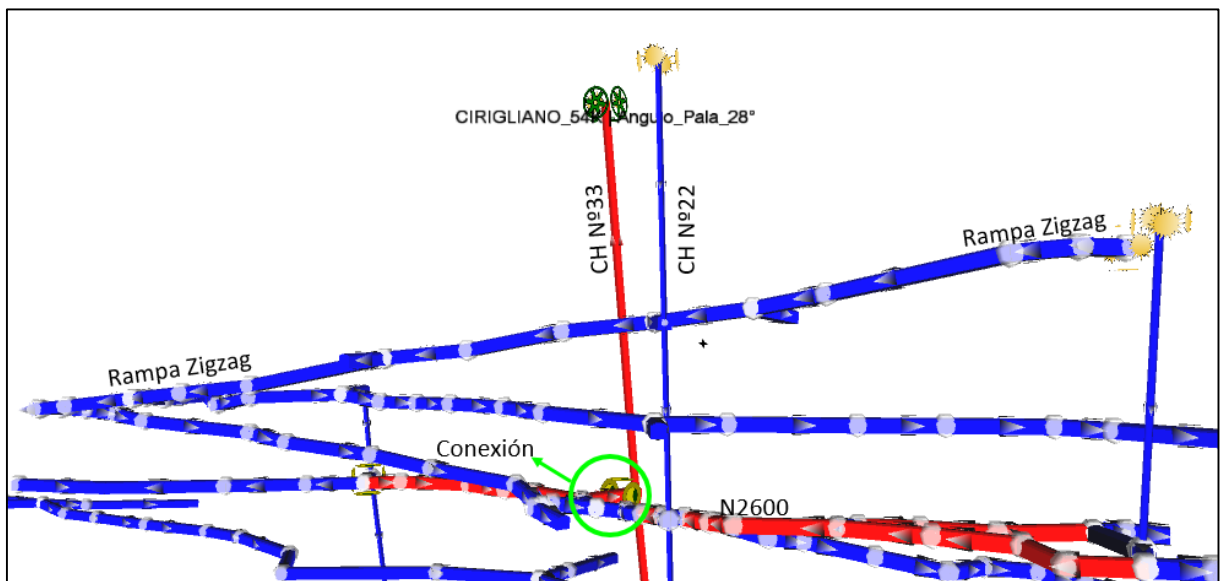 CIRIGLIANO_54 Angulo_Pala_28°
CH Nº33
CH Nº22
Rampa Zigzag
Rampa Zigzag
Conexión
N2600